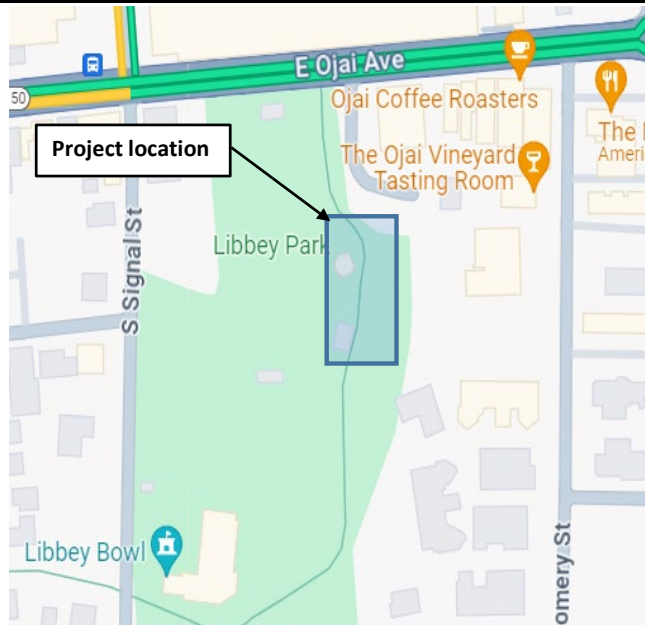 E Ojai Ave
50
Ojai Coffee Roasters
Project location
The Ojai Vineyard
Tasting Room
The
Ameri
Libbey Park
S Signal St
Libbey Bowl
omery St